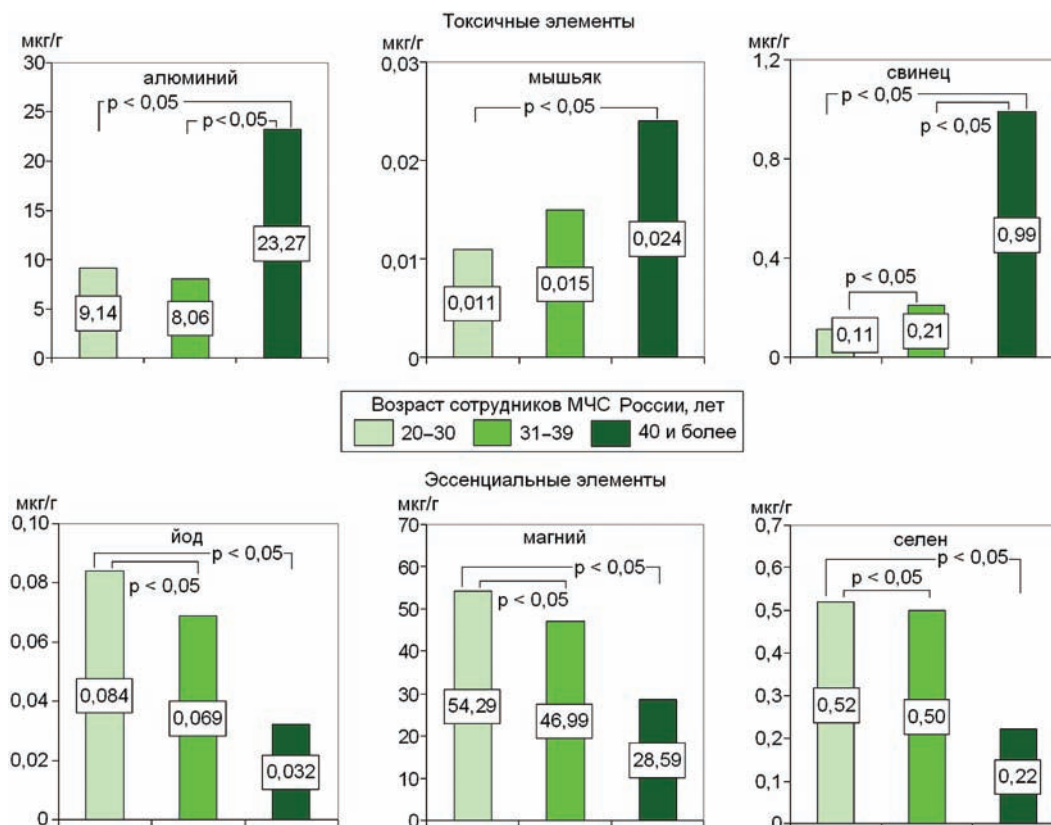 Токсичные элементы
мкг/г
алюминий
30
25
20
15
10
5
0
p < 0,05
p< 0,05
9,14
8,06
23,27
мкг/г
мышьяк
0,03
0,02
0,01
0
p < 0,05
0,011
0,015
0,024
мкг/г
свинец
1,2
0,8
0,4
0
p < 0,05
p < 0,05
p < 0,05
0,11
0,21
0,99
Возраст сотрудников МЧС России, лет
20–30 31–39 40 и более
Эссенциальные элементы
мкг/г
йод
0,10
0,08
0,06
0,04
0,02
0
p < 0,05
p < 0,05
0,084
0,069
0,032
мкг/г
магний
70
60
50
40
30
20
10
0
p < 0,05
p < 0,05
54,29
46,99
28,59
мкг/г
селен
0,7
0,6
0,5
0,4
0,3
0,2
0,1
0
p < 0,05
p < 0,05
0,52
0,50
0,22